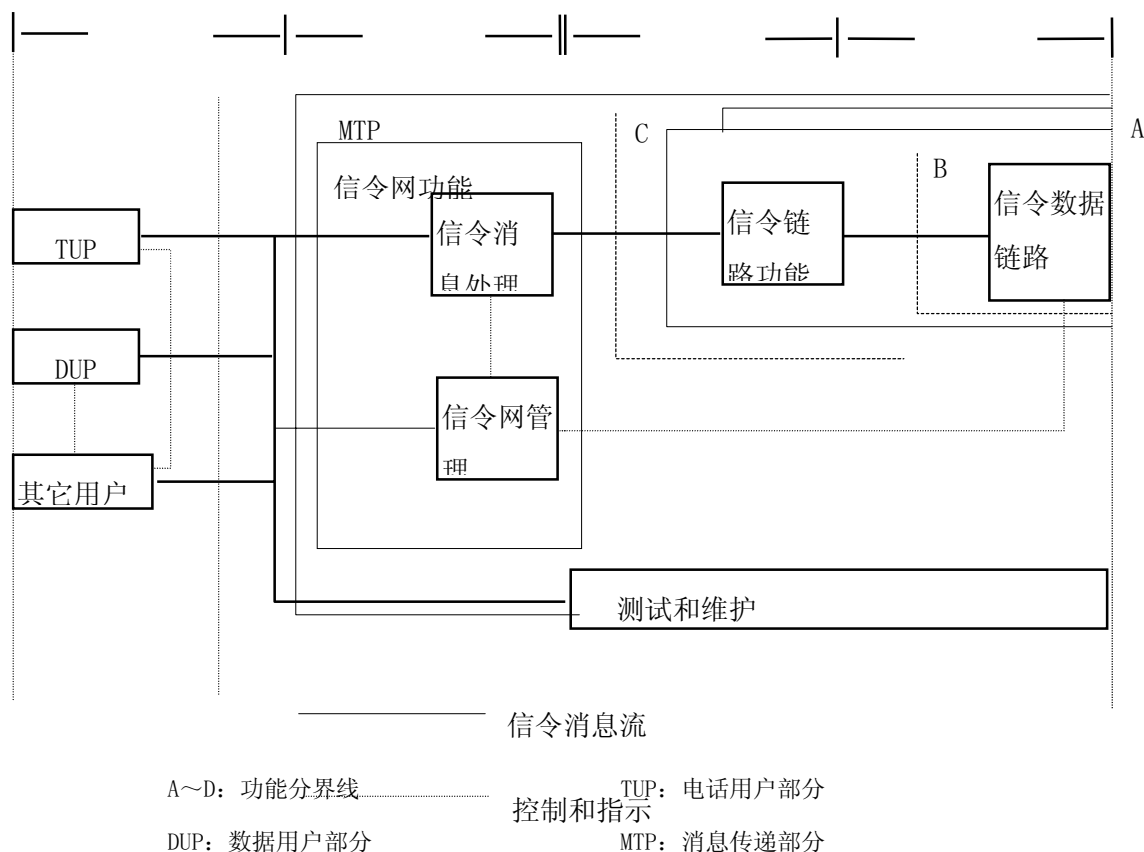 MTP
C
A
信令网功能
B
TUP
信令消
息处理
信令链
路功能
信令数据
链路
DUP
信令网管
理
其它用户
测试和维护
信令消息流
A～D：功能分界线
TUP：电话用户部分
控制和指示
DUP：数据用户部分
MTP：消息传递部分